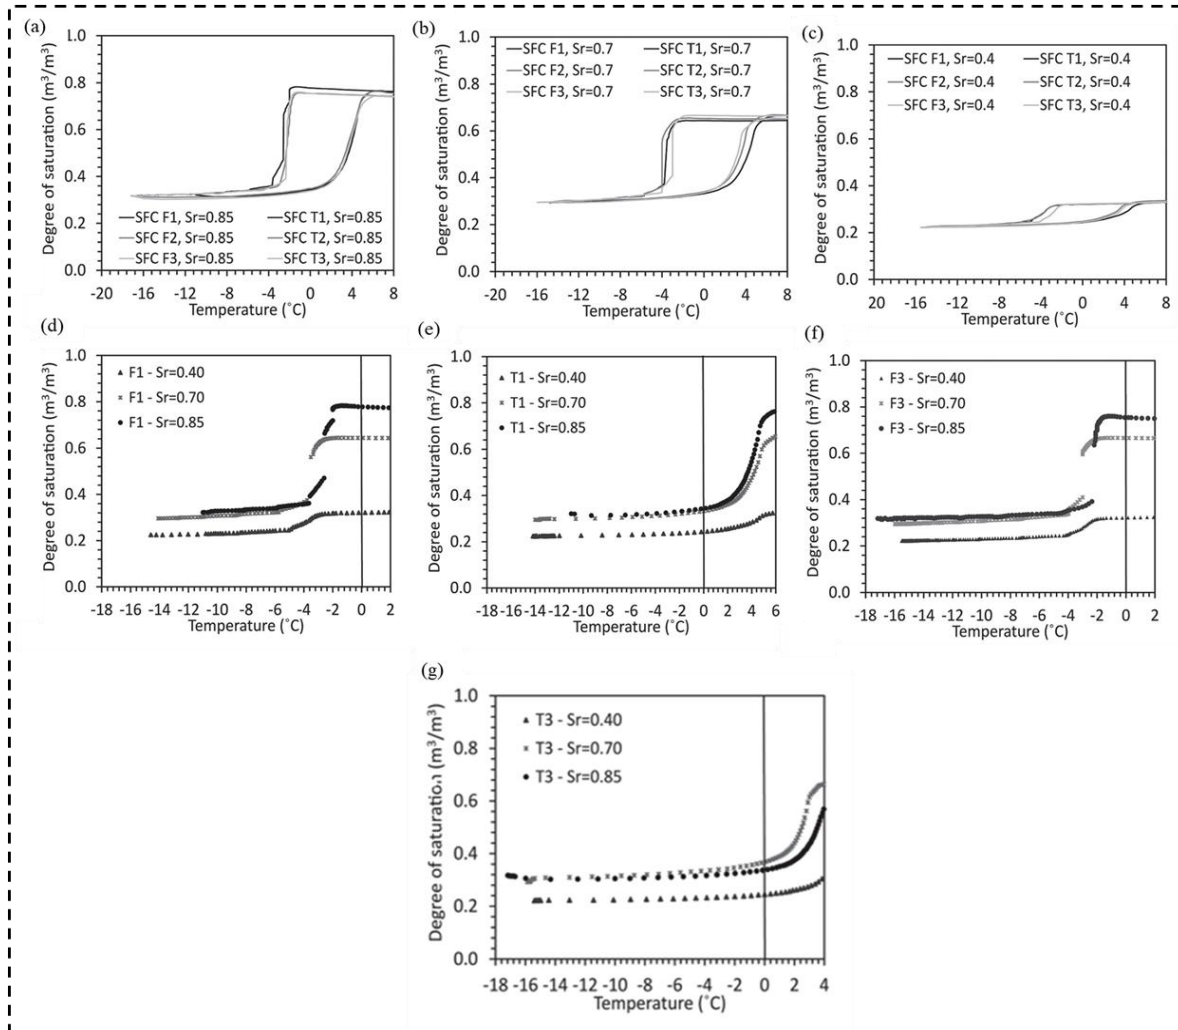 (a)
Degree of saturation (m³/m³)
1.0
0.8
0.6
0.4
0.2
0.0
SFC F1, Sr=0.85 SFC T1, Sr=0.85
SFC F2, Sr=0.85 SFC T2, Sr=0.85
SFC F3, Sr=0.85 SFC T3, Sr=0.85
-20 -16 -12 -8 -4 0 4 8
Temperature (˚C)
(b)
Degree of saturation (m³/m³)
1.0
0.8
0.6
0.4
0.2
0.0
SFC F1, Sr=0.7 SFC T1, Sr=0.7
SFC F2, Sr=0.7 SFC T2, Sr=0.7
SFC F3, Sr=0.7 SFC T3, Sr=0.7
-20 -16 -12 -8 -4 0 4 8
Temperature (˚C)
(c)
Degree of saturation (m³/m³)
1.0
0.8
0.6
0.4
0.2
0.0
SFC F1, Sr=0.4 SFC T1, Sr=0.4
SFC F2, Sr=0.4 SFC T2, Sr=0.4
SFC F3, Sr=0.4 SFC T3, Sr=0.4
20 -16 -12 -8 -4 0 4 8
Temperature (˚C)
(d)
Degree of saturation (m³/m³)
1.0
0.8
0.6
0.4
0.2
0.0
F1 - Sr=0.40
F1 - Sr=0.70
F1 - Sr=0.85
-18 -16 -14 -12 -10 -8 -6 -4 -2 0 2
Temperature (˚C)
(e)
Degree of saturation (m³/m³)
1.0
0.8
0.6
0.4
0.2
0.0
T1 - Sr=0.40
T1 - Sr=0.70
T1 - Sr=0.85
-18 -16 -14 -12 -10 -8 -6 -4 -2 0 2 4 6
Temperature (˚C)
(f)
Degree of saturation (m³/m³)
1.0
0.8
0.6
0.4
0.2
0.0
F3 - Sr=0.40
F3 - Sr=0.70
F3 - Sr=0.85
-18 -16 -14 -12 -10 -8 -6 -4 -2 0 2
Temperature (˚C)
(g)
Degree of saturation (m³/m³)
1.0
0.8
0.6
0.4
0.2
0.0
T3 - Sr=0.40
T3 - Sr=0.70
T3 - Sr=0.85
-18 -16 -14 -12 -10 -8 -6 -4 -2 0 2 4
Temperature (˚C)